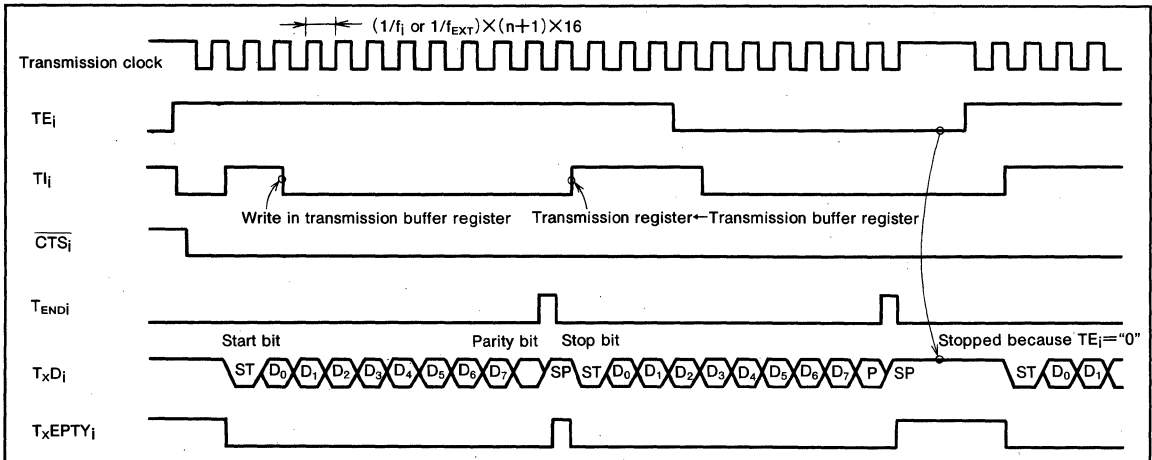 (1/fi or 1/fEXT)×(n+1)×16
Transmission clock
TEi
TIi
Write in transmission buffer register
Transmission register←Transmission buffer register
CTSi
TENDi
Start bit
Parity bit
Stop bit
Stopped because TEi="0"
TxDi
ST D0 D1 D2 D3 D4 D5 D6 D7 SP ST D0 D1 D2 D3 D4 D5 D6 D7 P SP ST D0 D1
TxEPTYi